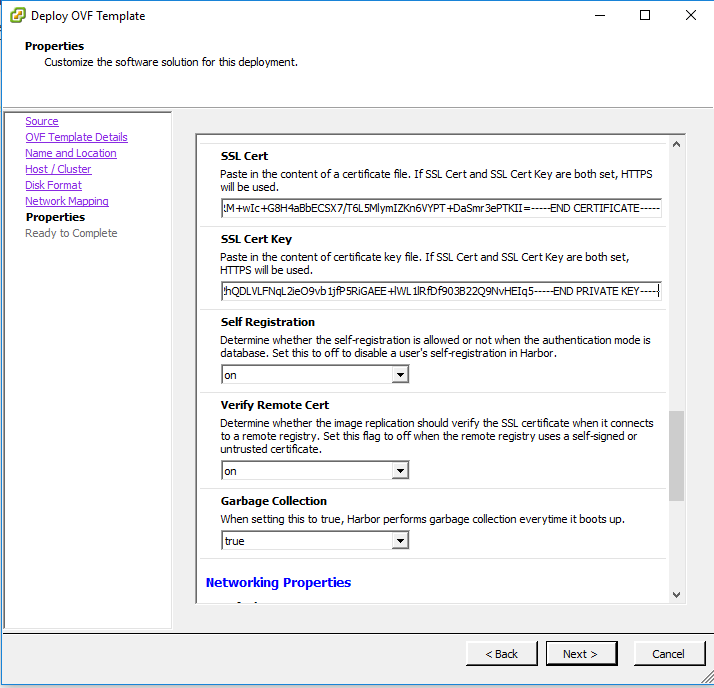 Deploy OVF Template
Properties
Customize the software solution for this deployment.
Source
OVF Template Details
Name and Location
Host / Cluster
Disk Format
Network Mapping
Properties
Ready to Complete
SSL Cert
Paste in the content of a certificate file. If SSL Cert and SSL Cert Key are both set, HTTPS
will be used.
M+wIc+G8H4aBbECSX7/T6L5MlymIZKn6VYPT+DaSmr3ePTKII=-----END CERTIFICATE-----
SSL Cert Key
Paste in the content of certificate key file. If SSL Cert and SSL Cert Key are both set,
HTTPS will be used.
hQDLVLFNqL2ieO9vb1jfP5RiGAEE+lWL1lRfDf903B22Q9NvHEIq5-----END PRIVATE KEY-----
Self Registration
Determine whether the self-registration is allowed or not when the authentication mode is
database. Set this to off to disable a user's self-registration in Harbor.
on
Verify Remote Cert
Determine whether the image replication should verify the SSL certificate when it connects
to a remote registry. Set this flag to off when the remote registry uses a self-signed or
untrusted certificate.
on
Garbage Collection
When setting this to true, Harbor performs garbage collection everytime it boots up.
true
Networking Properties
< Back
Next >
Cancel